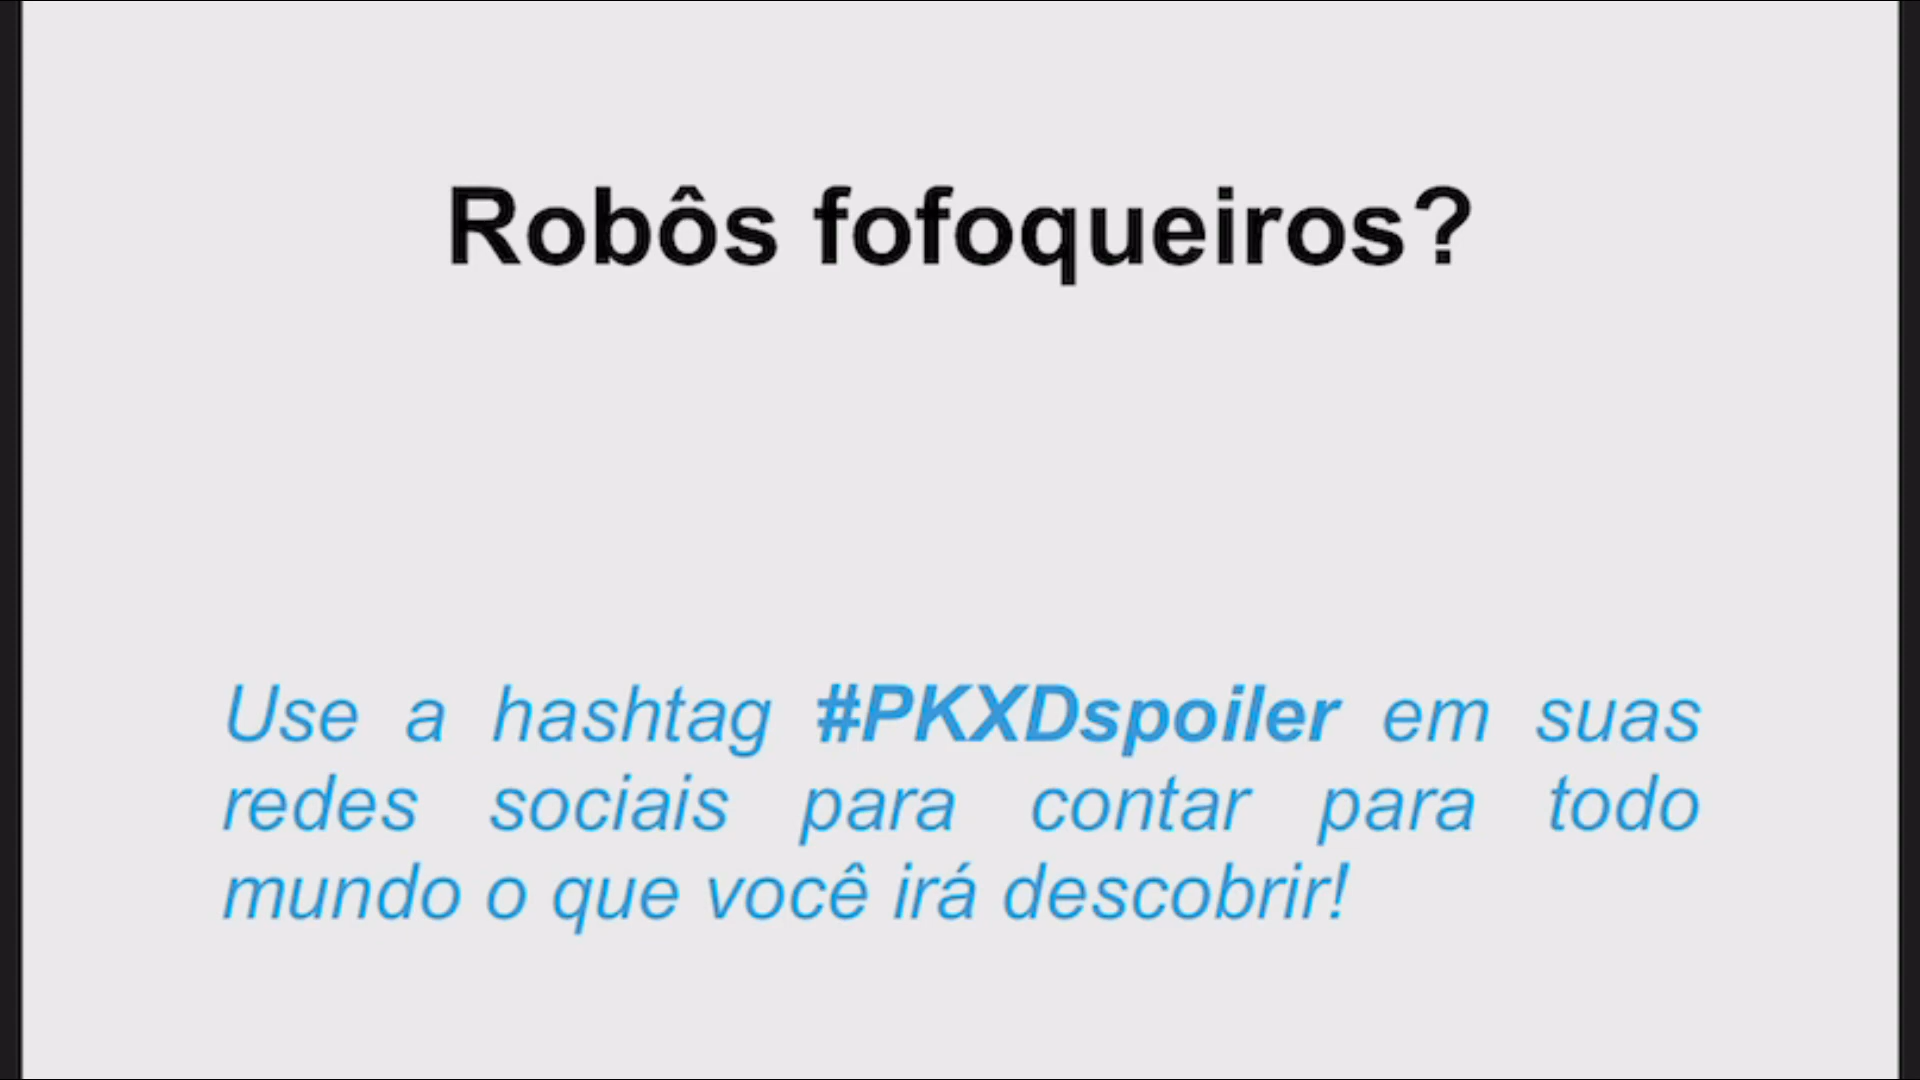 Robôs fofoqueiros?
Use a hashtag #PKXDspoiler em suas
redes sociais para contar para todo
mundo o que você irá descobrir!